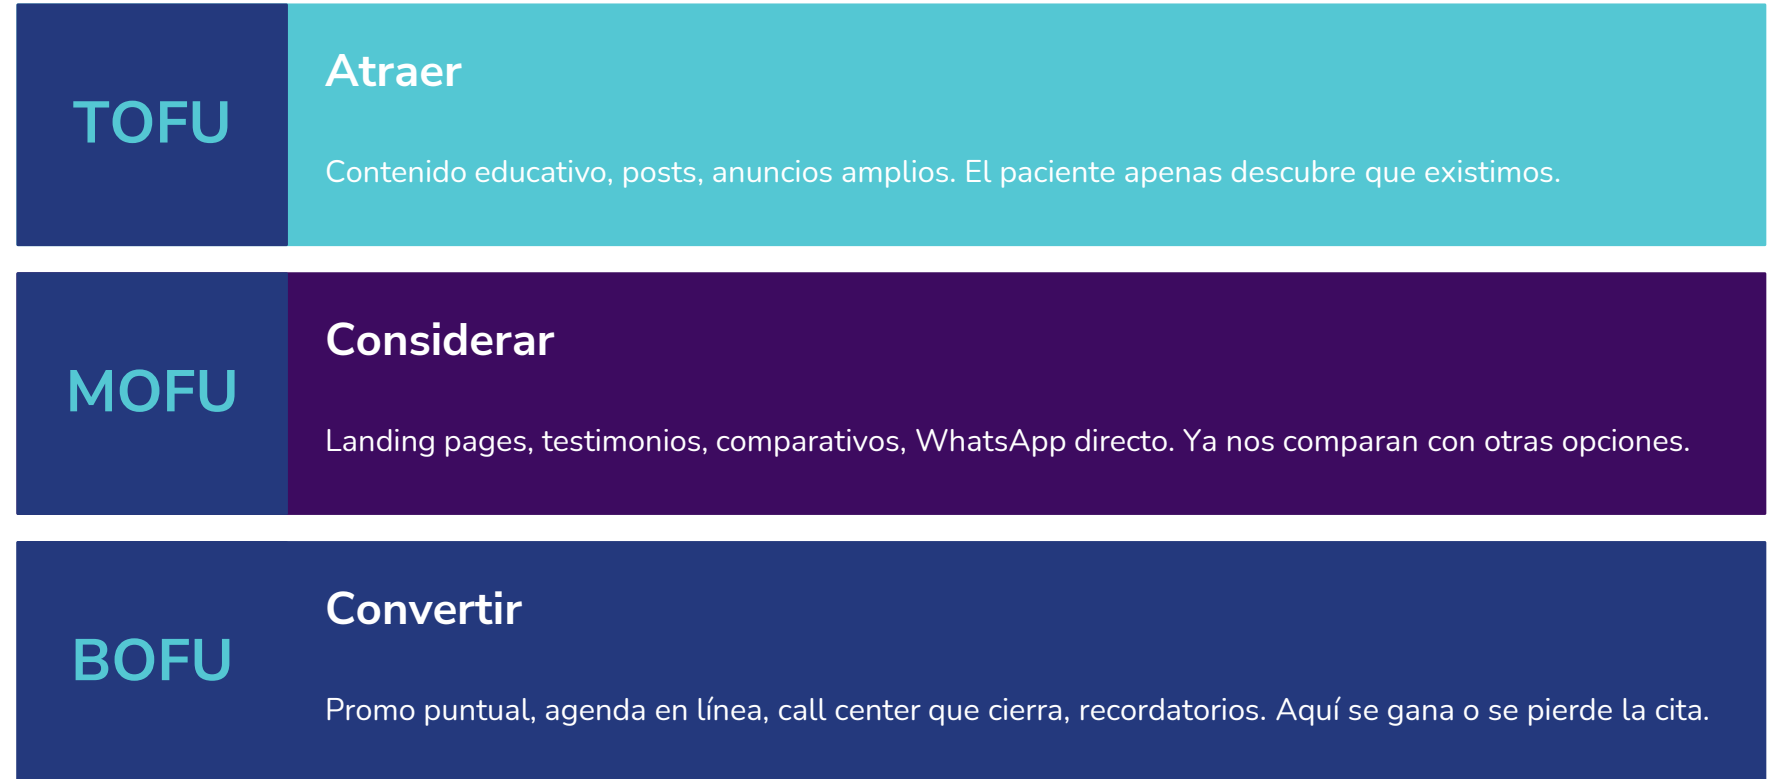 TOFU
Atraer
Contenido educativo, posts, anuncios amplios. El paciente apenas descubre que existimos.
MOFU
Considerar
Landing pages, testimonios, comparativos, WhatsApp directo. Ya nos comparan con otras opciones.
BOFU
Convertir
Promo puntual, agenda en línea, call center que cierra, recordatorios. Aquí se gana o se pierde la cita.